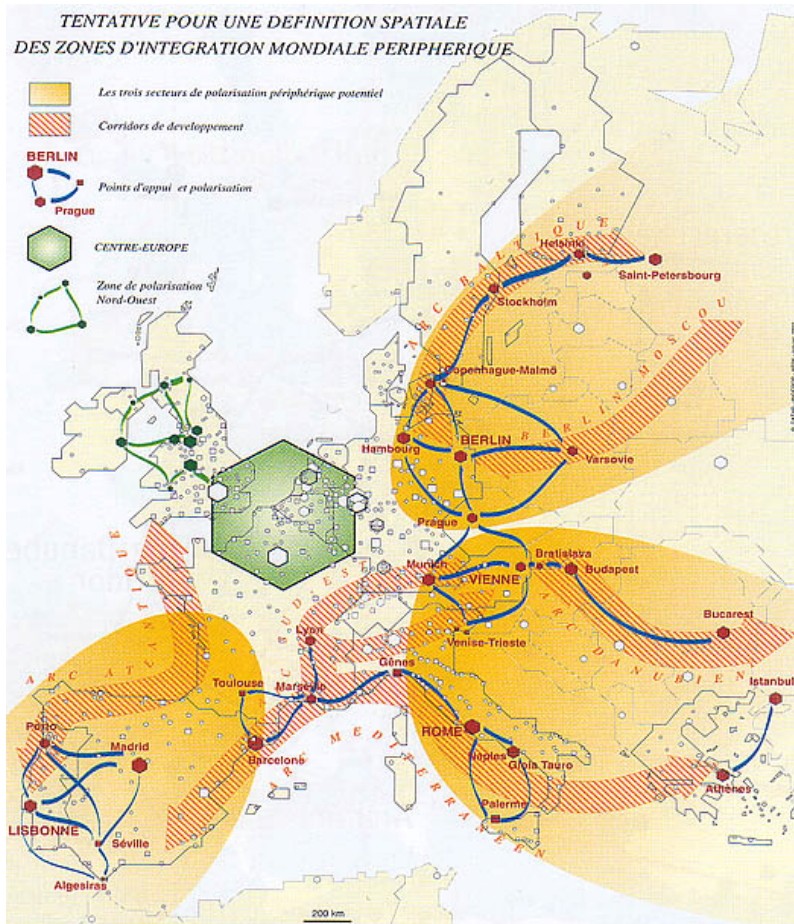 TENTATIVE POUR UNE DEFINITION SPATIALE
DES ZONES D'INTEGRATION MONDIALE PERIPHERIQUE
Les trois secteurs de polarisation périphérique potentiel
Corridors de developpement
BERLIN
Prague
Points d'appui et polarisation
CENTRE-EUROPE
Zone de polarisation
Nord-Ouest
ARC BALTIQUE
Helsinki
Saint-Petersbourg
Stockholm
BERLIN MOSCOU
Copenhague-Malmö
Hambourg
BERLIN
Varsovie
Prague
Munich
VIENNE
Bratislava
Budapest
ARC DANUBIEN
Bucarest
Venise-Trieste
SUD-EST
Lyon
Gênes
Istanbul
Toulouse
Marseille
ARC ATLANTIQUE
Porto
Madrid
Barcelone
ARC MEDITERRANEEN
ROME
Naples
Gioia Tauro
Athènes
Palerme
LISBONNE
Séville
Algesiras
200 km